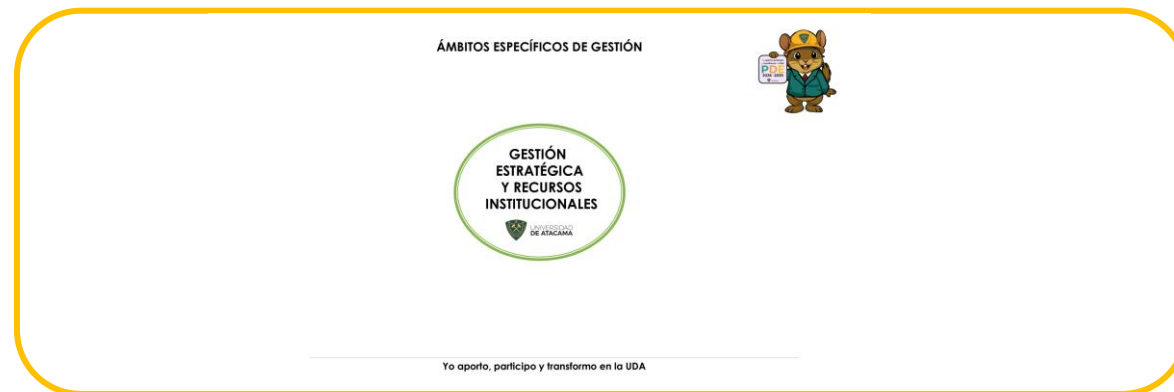 ÁMBITOS ESPECÍFICOS DE GESTIÓN
PDE
GESTIÓN
ESTRATÉGICA
Y RECURSOS
INSTITUCIONALES
UNIVERSIDAD
DE ATACAMA
Yo aporto, participo y transformo en la UDA